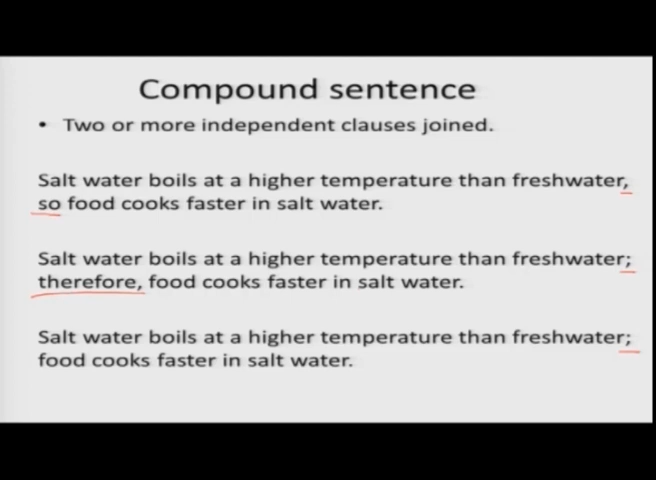 Compound sentence
• Two or more independent clauses joined.
Salt water boils at a higher temperature than freshwater,
so food cooks faster in salt water.
Salt water boils at a higher temperature than freshwater;
therefore, food cooks faster in salt water.
Salt water boils at a higher temperature than freshwater;
food cooks faster in salt water.